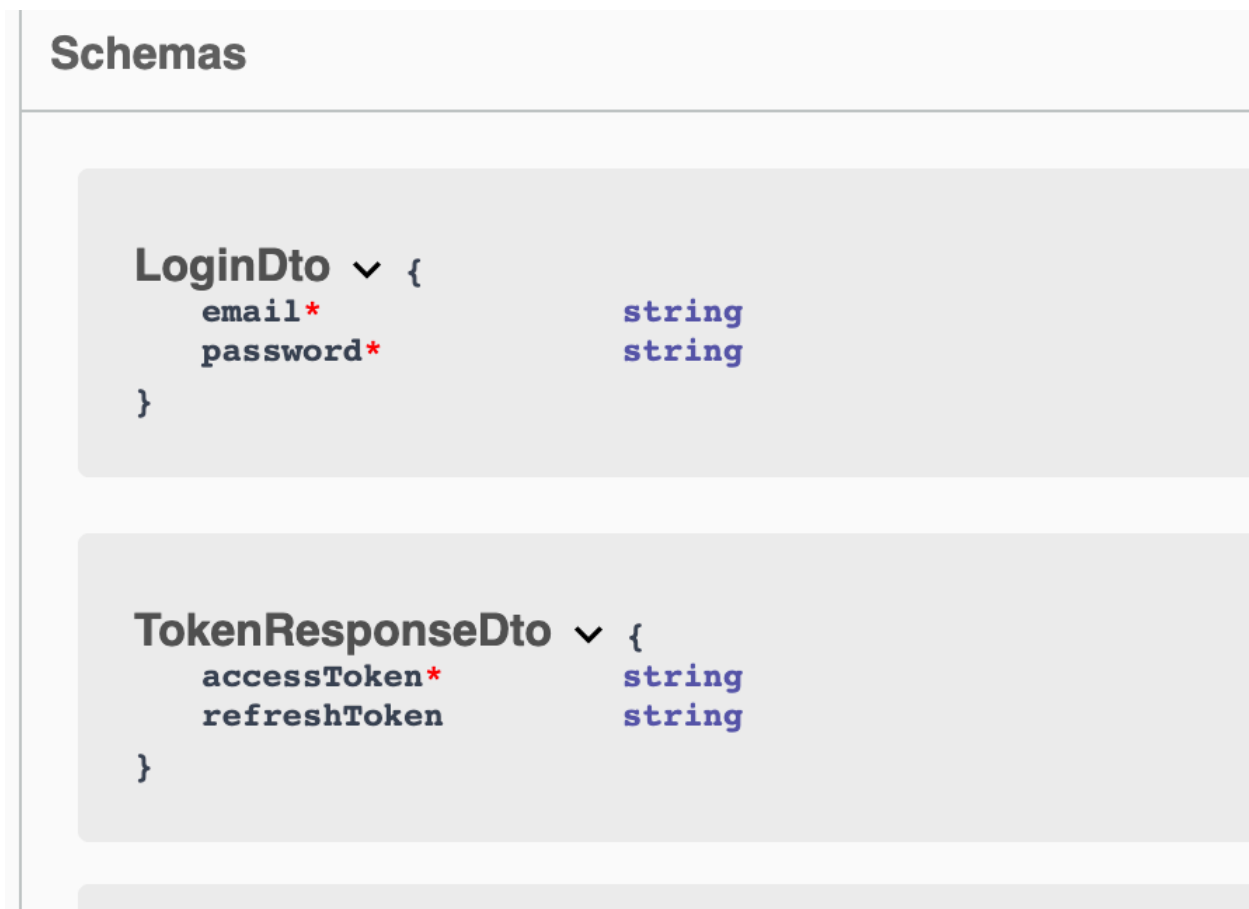 Schemas
LoginDto {
email* string
password* string
}
TokenResponseDto {
accessToken* string
refreshToken string
}